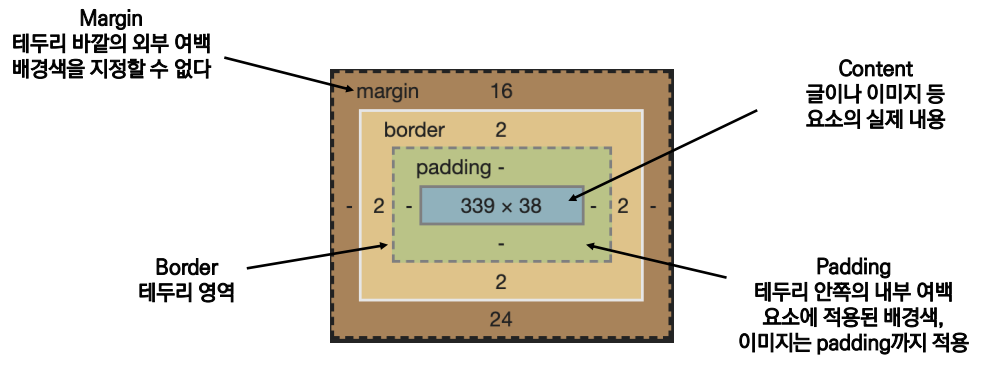 Margin
테두리 바깥의 외부 여백
배경색을 지정할 수 없다
Content
글이나 이미지 등
요소의 실제 내용
margin 16
border 2
padding -
- 2 - 339 × 38 - 2 -
-
2
24
Border
테두리 영역
Padding
테두리 안쪽의 내부 여백
요소에 적용된 배경색,
이미지는 padding까지 적용